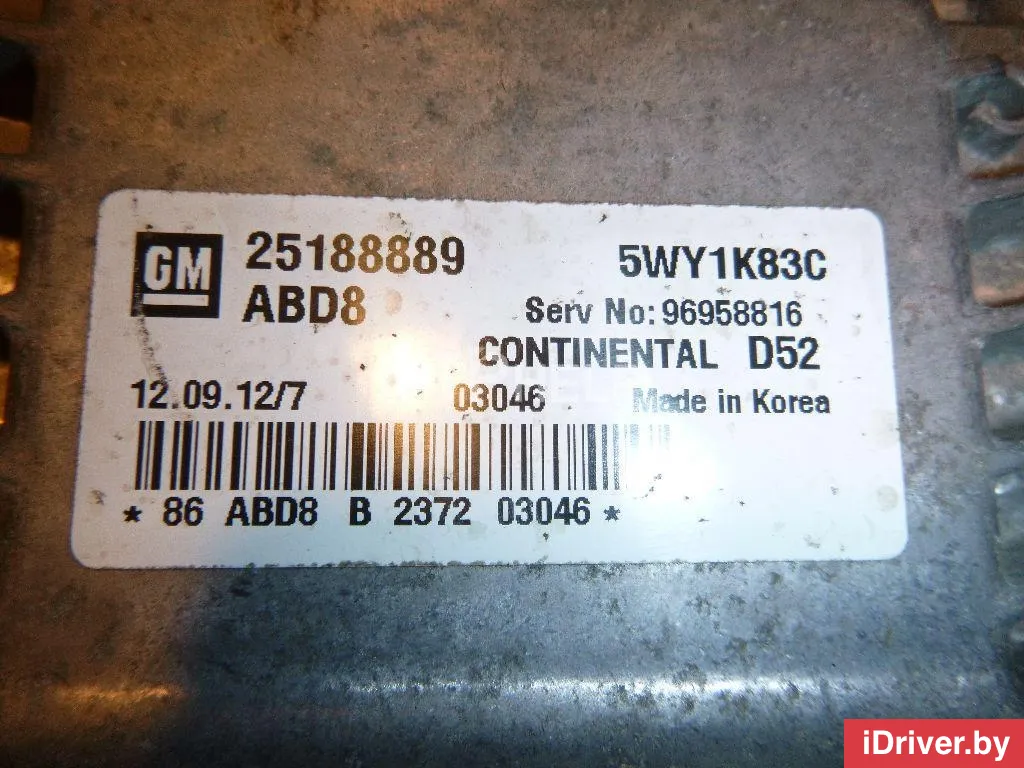 GM 25188889 5WY1K83C
ABD8 Serv No: 96958816
CONTINENTAL D52
12.09.12/7 03046 Made in Korea
* 86 ABD8 B 2372 03046 *
iDriver.by